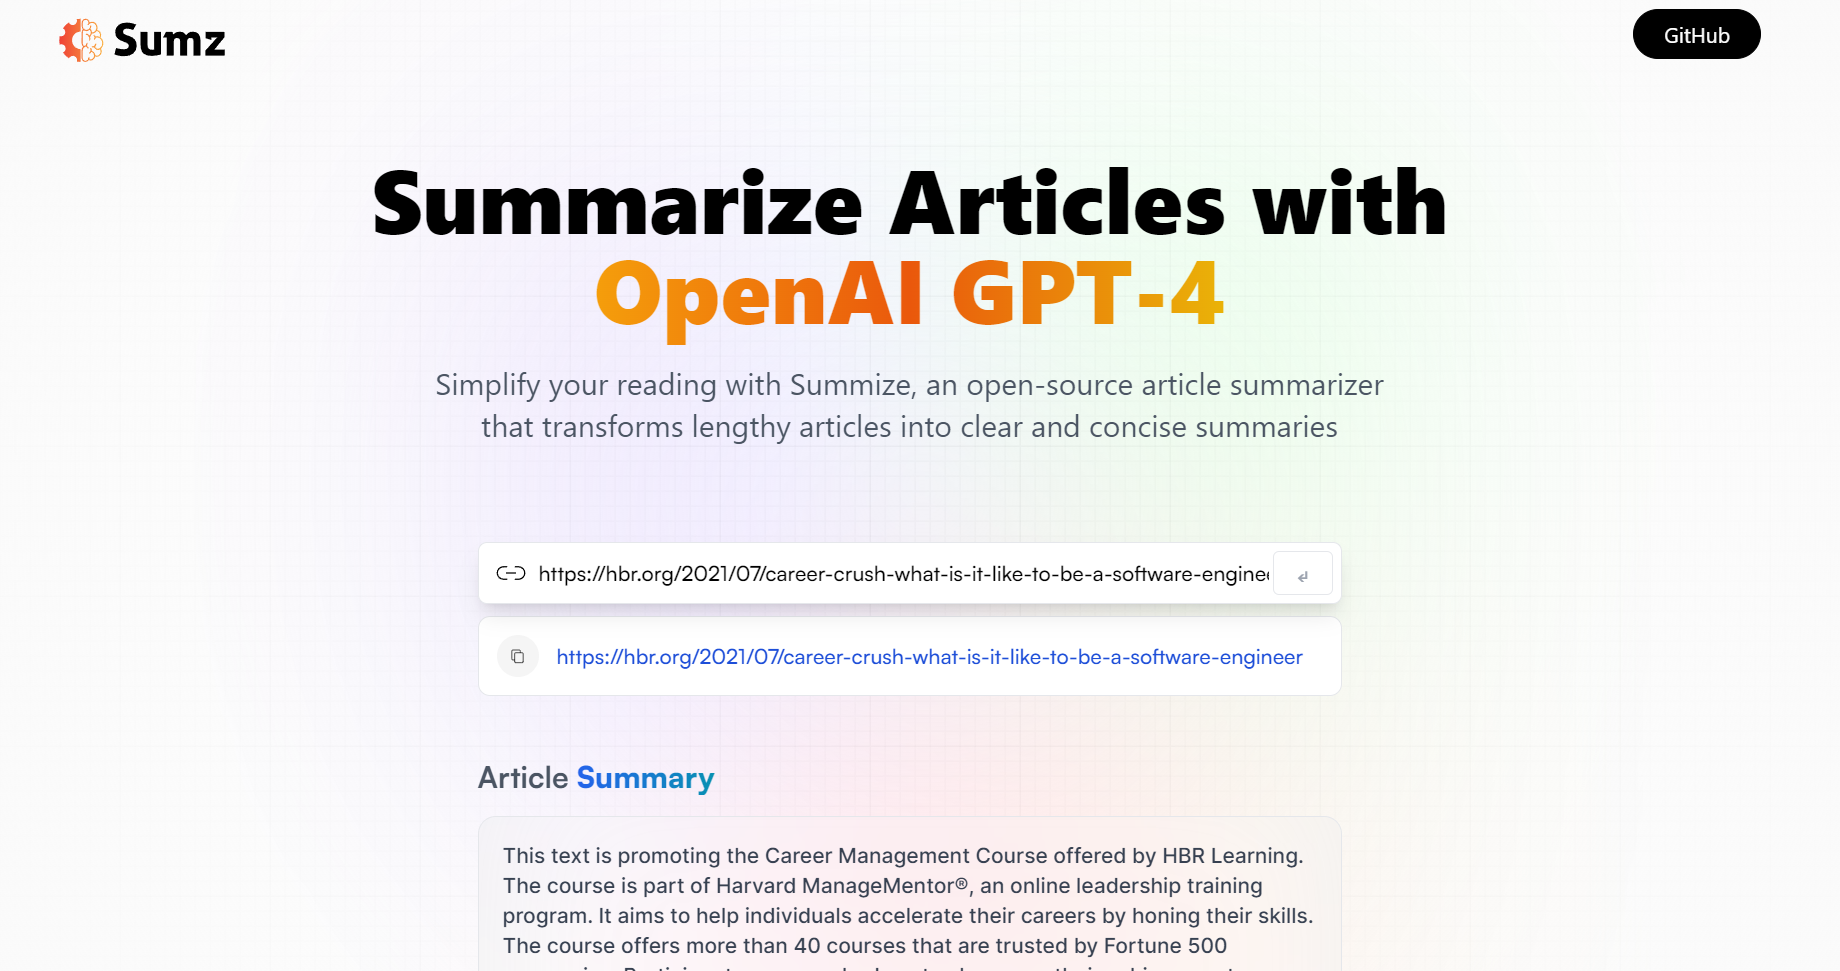 Sumz
GitHub
Summarize Articles with
OpenAI GPT-4
Simplify your reading with Summize, an open-source article summarizer
that transforms lengthy articles into clear and concise summaries
https://hbr.org/2021/07/career-crush-what-is-it-like-to-be-a-software-enginee
https://hbr.org/2021/07/career-crush-what-is-it-like-to-be-a-software-engineer
Article Summary
This text is promoting the Career Management Course offered by HBR Learning.
The course is part of Harvard ManageMentor®, an online leadership training
program. It aims to help individuals accelerate their careers by honing their skills.
The course offers more than 40 courses that are trusted by Fortune 500